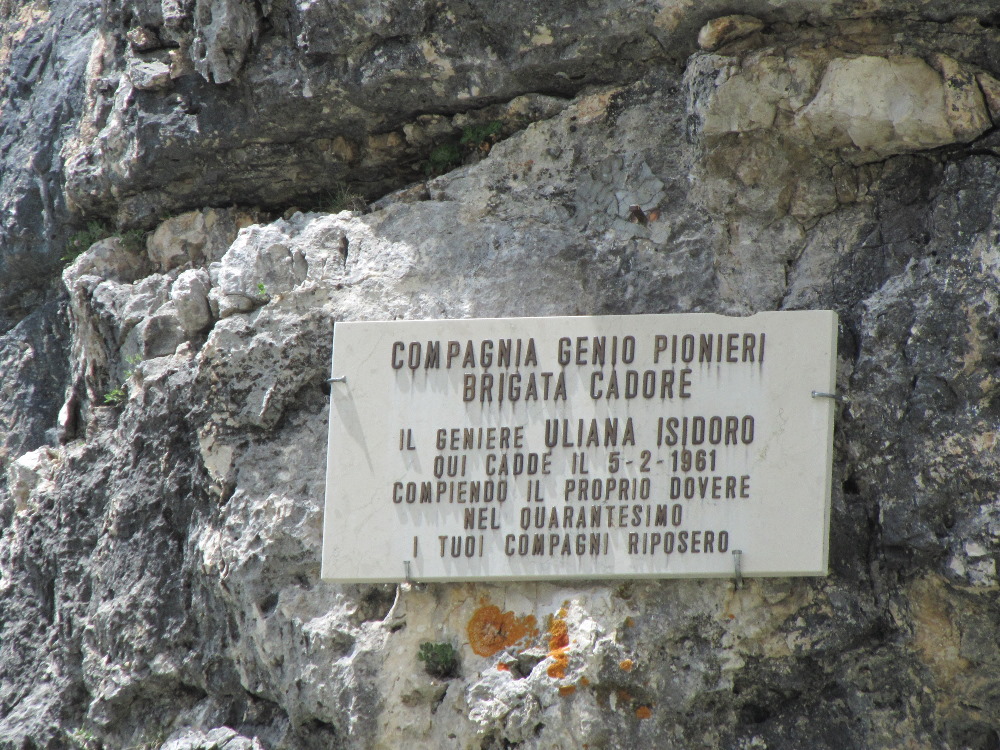 COMPAGNIA GENIO PIONIERI
BRIGATA CADORE
IL GENIERE ULIANA ISIDORO
QUI CADDE IL 5-2-1961
COMPIENDO IL PROPRIO DOVERE
NEL QUARANTESIMO
I TUOI COMPAGNI RIPOSERO